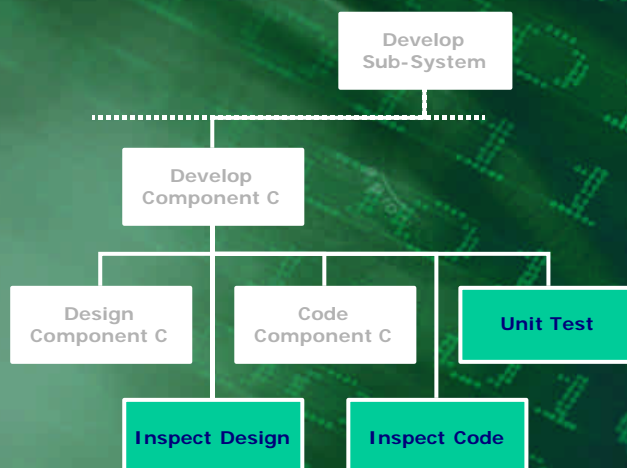 Develop
Sub-System
Develop
Component C
Design
Component C
Code
Component C
Unit Test
Inspect Design
Inspect Code